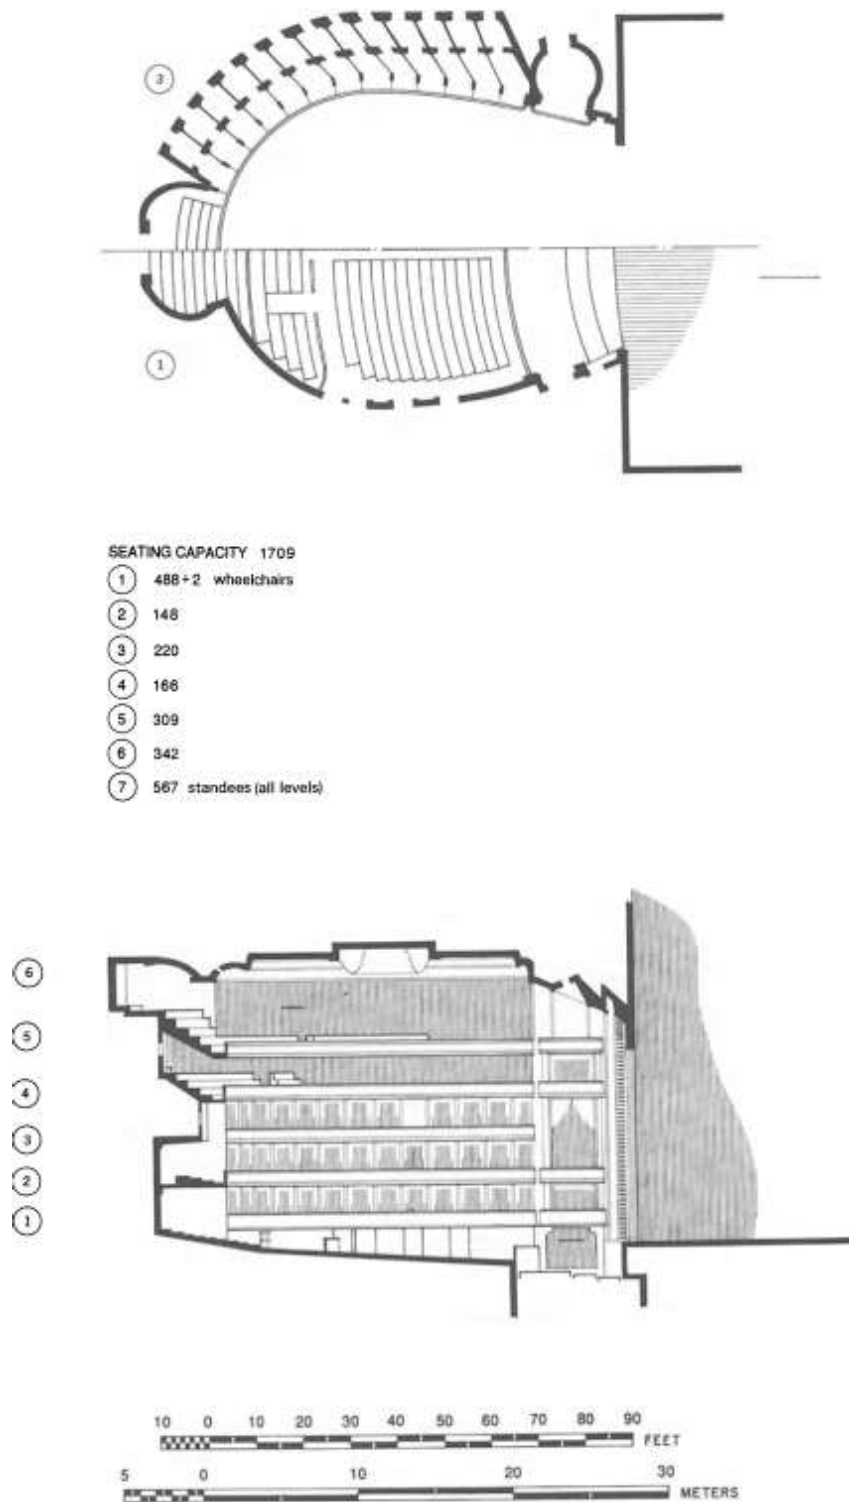 3
1
SEATING CAPACITY 1709
1 488+2 wheelchairs
2 148
3 220
4 166
5 309
6 342
7 567 standees (all levels)
6
5
4
3
2
1
10 0 10 20 30 40 50 60 70 80 90 FEET
5 0 10 20 30 METERS